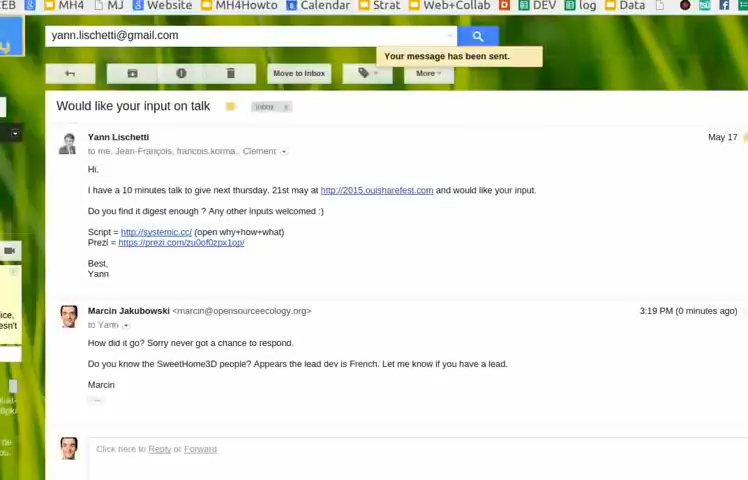 CEB MH4 MJ Website MH4Howto Calendar Strat Web+Collab DEV log Data
yann.lischetti@gmail.com
Your message has been sent.
Move to Inbox
More
Would like your input on talk
Inbox x
Yann Lischetti
May 17
to me, Jean-François, francois.korma., Clement
Hi,
I have a 10 minutes talk to give next thursday, 21st may at http://2015.ouisharefest.com and would like your input.
Do you find it digest enough ? Any other inputs welcomed :)
Script = http://systemic.cc/ (open why+how+what)
Prezi = https://prezi.com/zu0of0zpx1op/
Best,
Yann
Marcin Jakubowski <marcin@opensourceecology.org>
3:19 PM (0 minutes ago)
to Yann
How did it go? Sorry never got a chance to respond.
Do you know the SweetHome3D people? Appears the lead dev is French. Let me know if you have a lead.
Marcin
Click here to Reply or Forward